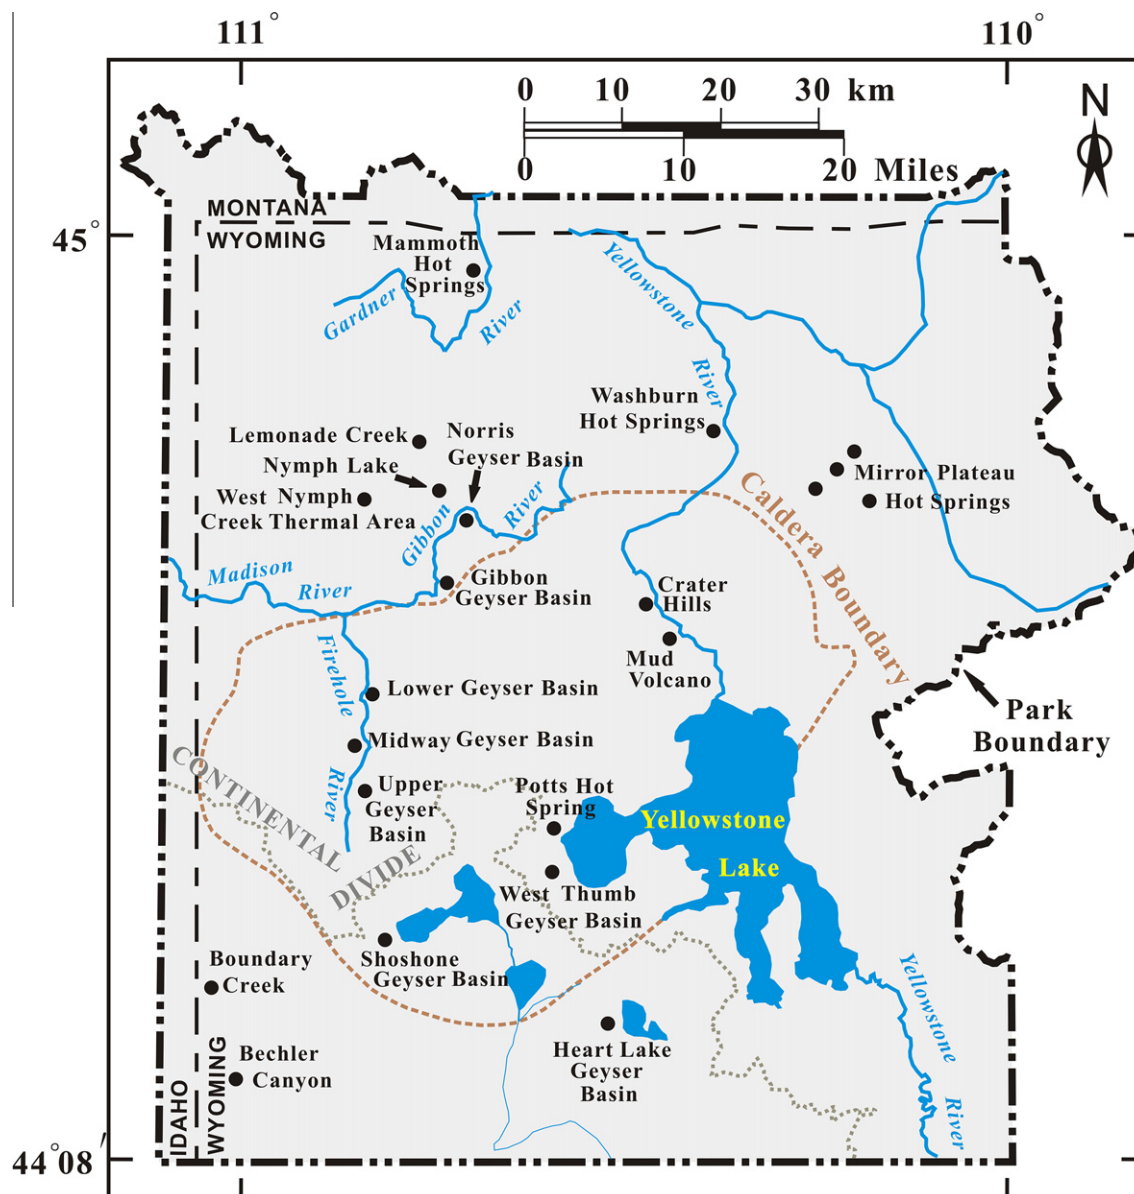 111°
110°
0 10 20 30 km
0 10 20 Miles
N
MONTANA
WYOMING
45°
Mammoth
Hot
Springs
Gardner
River
Yellowstone
River
Washburn
Hot Springs
Lemonade Creek
Norris
Geyser Basin
Nymph Lake
West Nymph
Creek Thermal Area
Gibbon
River
Mirror Plateau
Hot Springs
Caldera Boundary
Madison
River
Gibbon
Geyser Basin
Crater
Hills
Mud
Volcano
Firehole
River
Lower Geyser Basin
Midway Geyser Basin
Upper
Geyser
Basin
Park
Boundary
CONTINENTAL
DIVIDE
Potts Hot
Spring
Yellowstone
Lake
West Thumb
Geyser Basin
Shoshone
Geyser Basin
Boundary
Creek
Yellowstone
River
Heart Lake
Geyser
Basin
Bechler
Canyon
IDAHO
WYOMING
44°08′